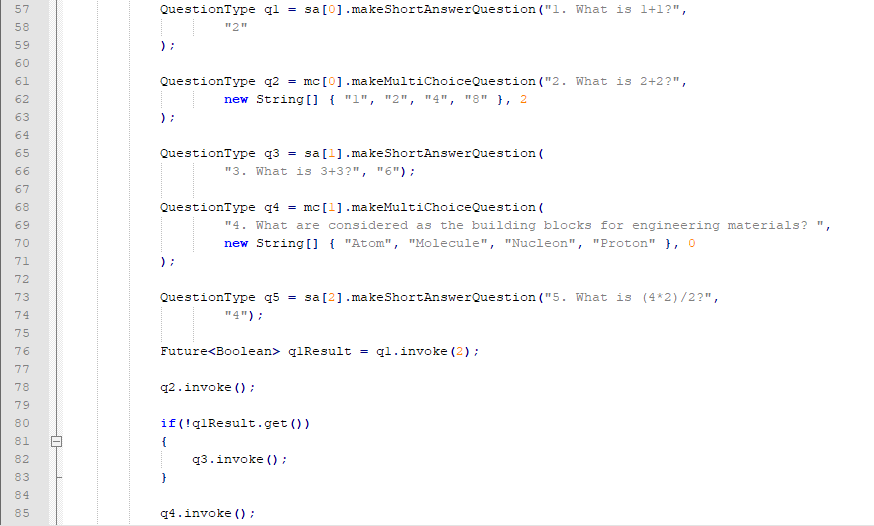 57 QuestionType q1 = sa[0].makeShortAnswerQuestion("1. What is 1+1?",
58 "2"
59 );
60
61 QuestionType q2 = mc[0].makeMultiChoiceQuestion("2. What is 2+2?",
62 new String[] { "1", "2", "4", "8" }, 2
63 );
64
65 QuestionType q3 = sa[1].makeShortAnswerQuestion(
66 "3. What is 3+3?", "6");
67
68 QuestionType q4 = mc[1].makeMultiChoiceQuestion(
69 "4. What are considered as the building blocks for engineering materials? ",
70 new String[] { "Atom", "Molecule", "Nucleon", "Proton" }, 0
71 );
72
73 QuestionType q5 = sa[2].makeShortAnswerQuestion("5. What is (4*2)/2?",
74 "4");
75
76 Future<Boolean> q1Result = q1.invoke(2);
77
78 q2.invoke();
79
80 if(!q1Result.get())
81 {
82 q3.invoke();
83 }
84
85 q4.invoke();